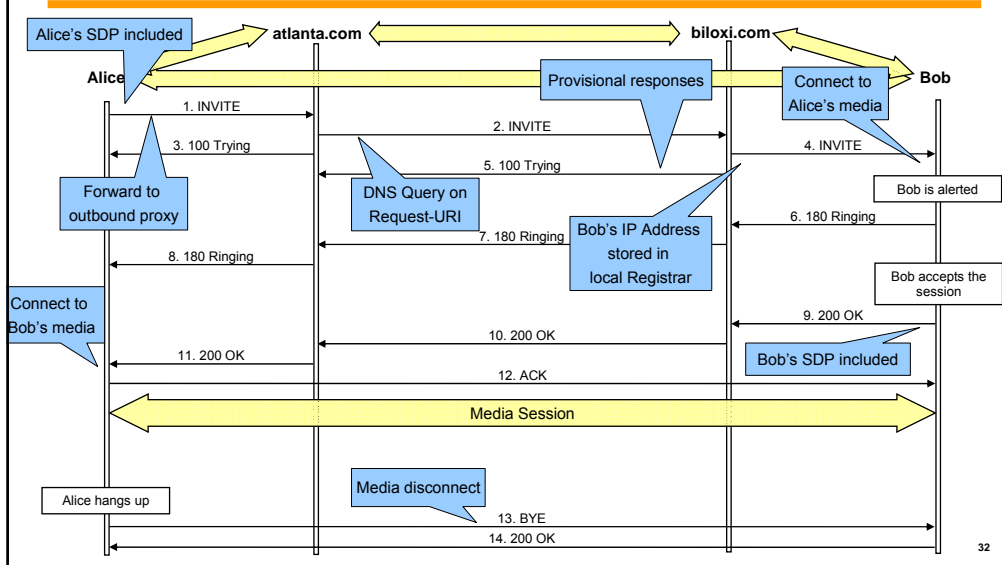 Alice's SDP included
atlanta.com
biloxi.com
Alice
Bob
Provisional responses
Connect to
Alice's media
1. INVITE
2. INVITE
3. 100 Trying
4. INVITE
5. 100 Trying
Forward to
outbound proxy
DNS Query on
Request-URI
Bob is alerted
6. 180 Ringing
Bob's IP Address
stored in
local Registrar
7. 180 Ringing
8. 180 Ringing
Bob accepts the
session
Connect to
Bob's media
9. 200 OK
10. 200 OK
Bob's SDP included
11. 200 OK
12. ACK
Media Session
Media disconnect
Alice hangs up
13. BYE
14. 200 OK
32